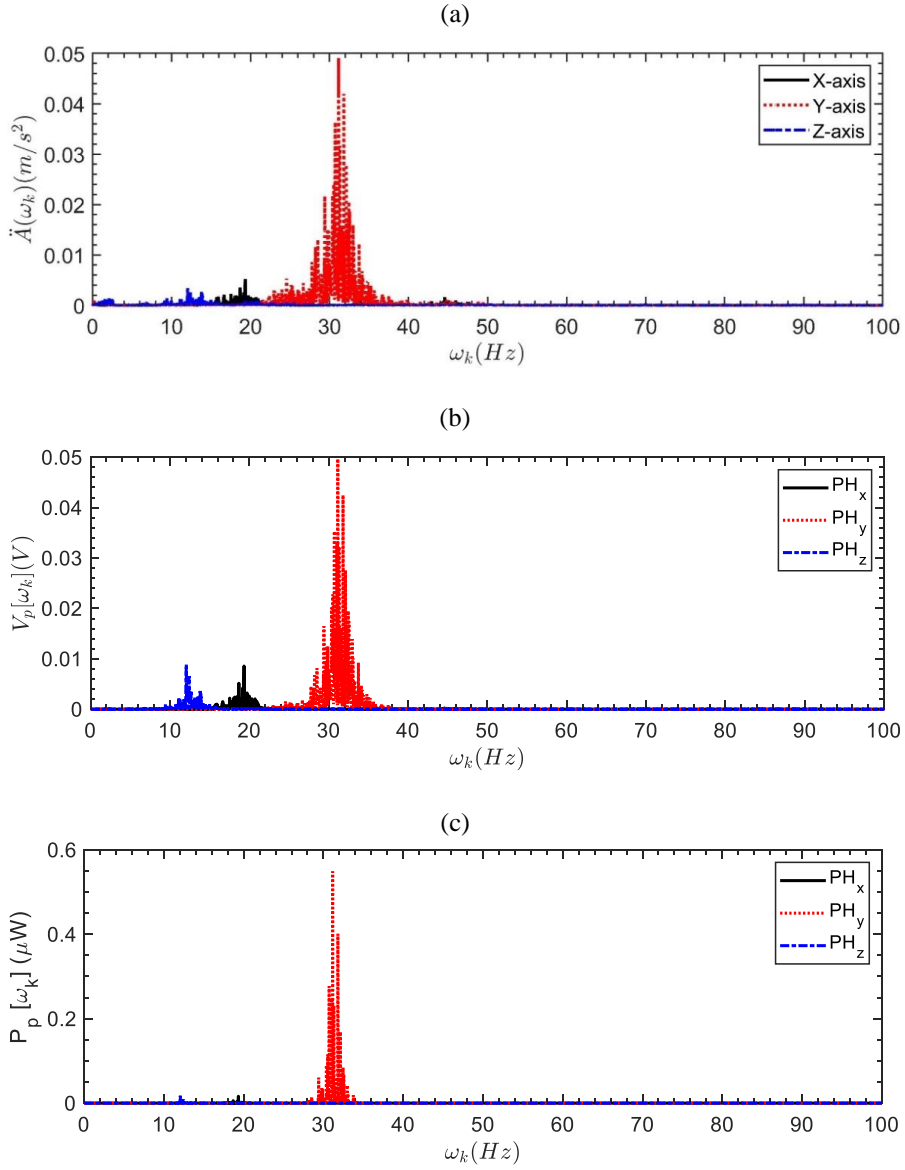 (a)
0.05
0.04
0.03
0.02
0.01
0
Ä(ω_k)(m/s²)
X-axis
Y-axis
Z-axis
0 10 20 30 40 50 60 70 80 90 100
ω_k(Hz)
(b)
0.05
0.04
0.03
0.02
0.01
0
V_p[ω_k](V)
PH_x
PH_y
PH_z
0 10 20 30 40 50 60 70 80 90 100
ω_k(Hz)
(c)
0.6
0.4
0.2
0
P_p [ω_k] (μW)
PH_x
PH_y
PH_z
0 10 20 30 40 50 60 70 80 90 100
ω_k(Hz)